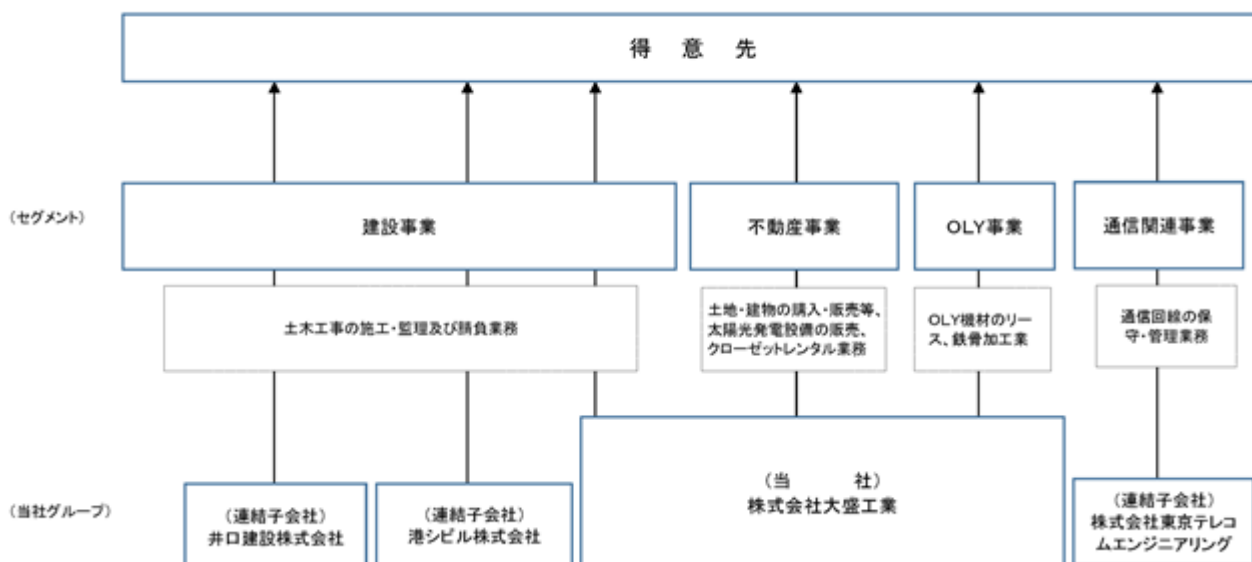 得 意 先
(セグメント)
建設事業
不動産事業
OLY事業
通信関連事業
土木工事の施工・監理及び請負業務
土地・建物の購入・販売等、
太陽光発電設備の販売、
クローゼットレンタル業務
OLY機材のリー
ス、鉄骨加工業
通信回線の保
守・管理業務
(当社グループ)
(連結子会社)
井口建設株式会社
(連結子会社)
港シビル株式会社
(当 社)
株式会社大盛工業
(連結子会社)
株式会社東京テレコ
ムエンジニアリング